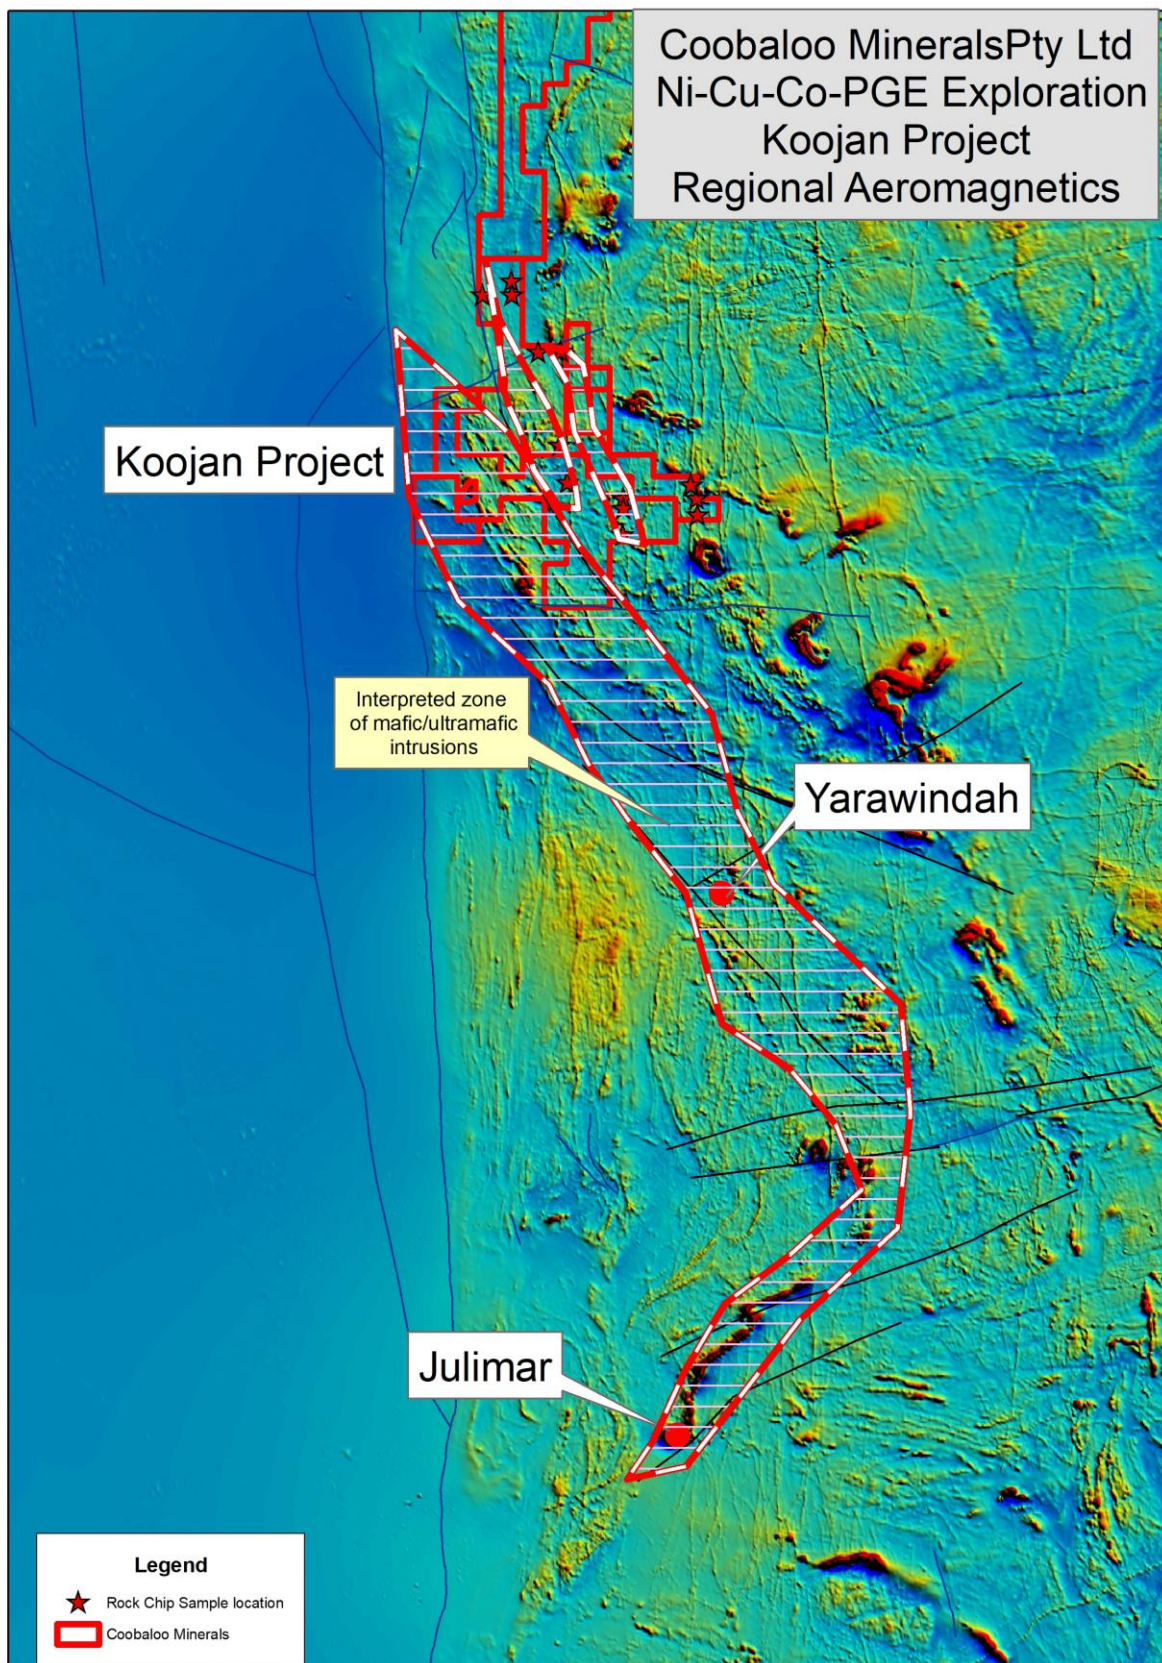 Coobaloo MineralsPty Ltd
Ni-Cu-Co-PGE Exploration
Koojan Project
Regional Aeromagnetics
Koojan Project
Interpreted zone
of mafic/ultramafic
intrusions
Yarawindah
Julimar
Legend
Rock Chip Sample location
Coobaloo Minerals